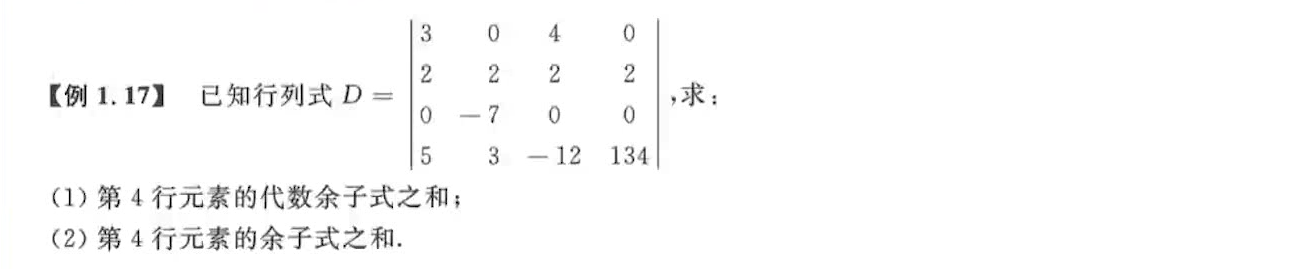 【例 1.17】 已知行列式 D = | 3 0 4 0 |
| 2 2 2 2 |
| 0 −7 0 0 |
| 5 3 −12 134 | ,求:
(1) 第 4 行元素的代数余子式之和;
(2) 第 4 行元素的余子式之和.